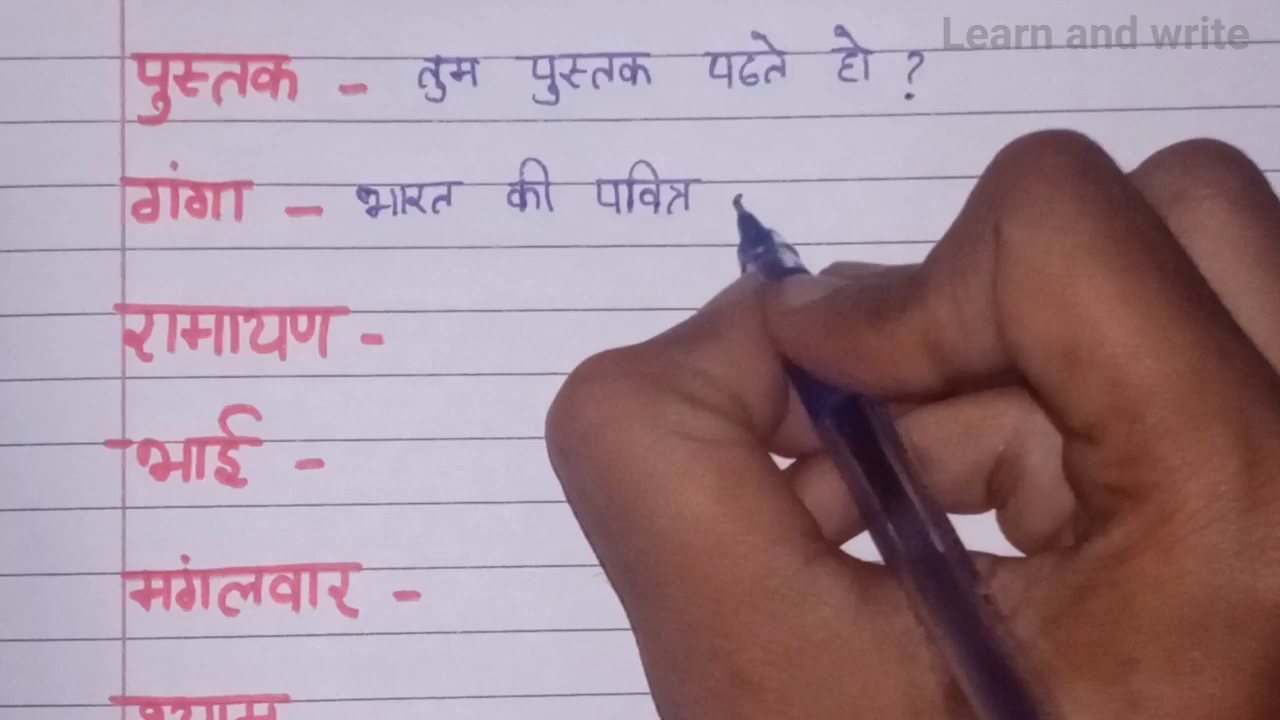 Learn and write
पुस्तक - तुम पुस्तक पढते हो ?
गंगा - भारत की पवित्र
रामायण -
भाई -
मंगलवार -
श्याम